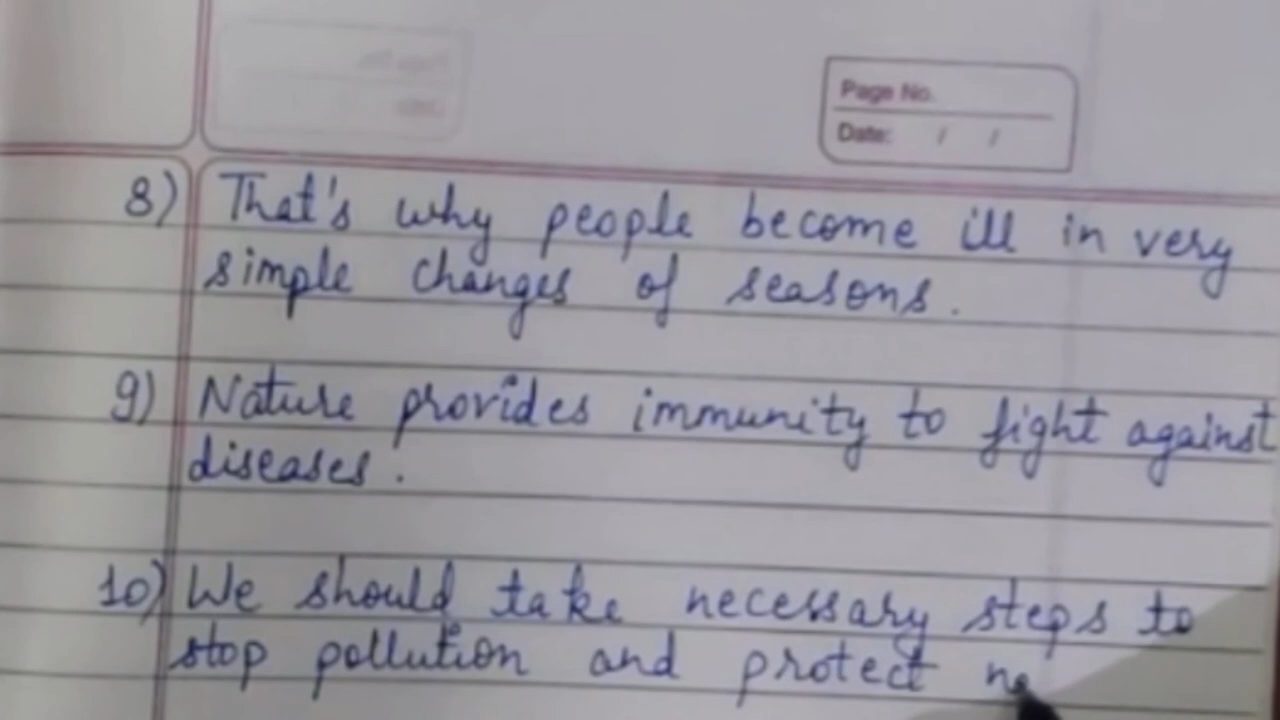 Page No.
Date: / /
8) That's why people become ill in very
simple changes of seasons.
9) Nature provides immunity to fight against
diseases.
10) We should take necessary steps to
stop pollution and protect